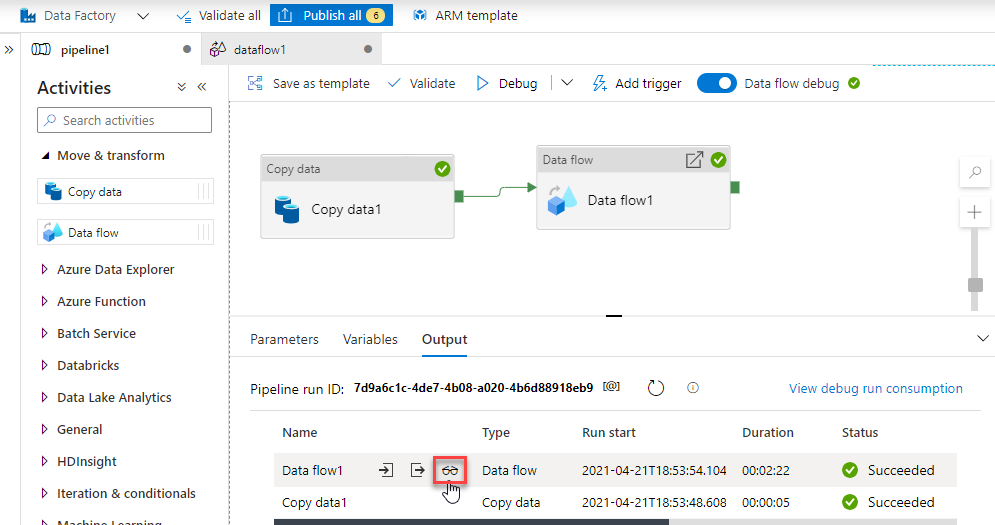 Data Factory Validate all Publish all 6 ARM template
pipeline1 dataflow1
Activities
Search activities
Move & transform
Copy data
Data flow
Azure Data Explorer
Azure Function
Batch Service
Databricks
Data Lake Analytics
General
HDInsight
Iteration & conditionals
Machine Learning
Save as template Validate Debug Add trigger Data flow debug
Copy data
Copy data1
Data flow
Data flow1
Parameters Variables Output
Pipeline run ID: 7d9a6c1c-4de7-4b08-a020-4b6d88918eb9 [@] View debug run consumption
Name Type Run start Duration Status
Data flow1 Data flow 2021-04-21T18:53:54.104 00:02:22 Succeeded
Copy data1 Copy data 2021-04-21T18:53:48.608 00:00:05 Succeeded